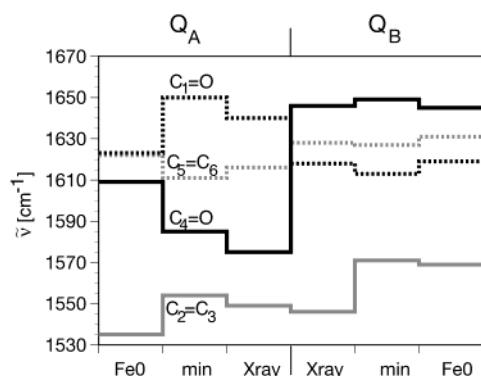 Q_A Q_B
1670
1650
1630
1610
1590
1570
1550
1530
ṽ [cm⁻¹]
C₁=O
C₅=C₆
C₄=O
C₂=C₃
Fe0 min Xray Xray min Fe0